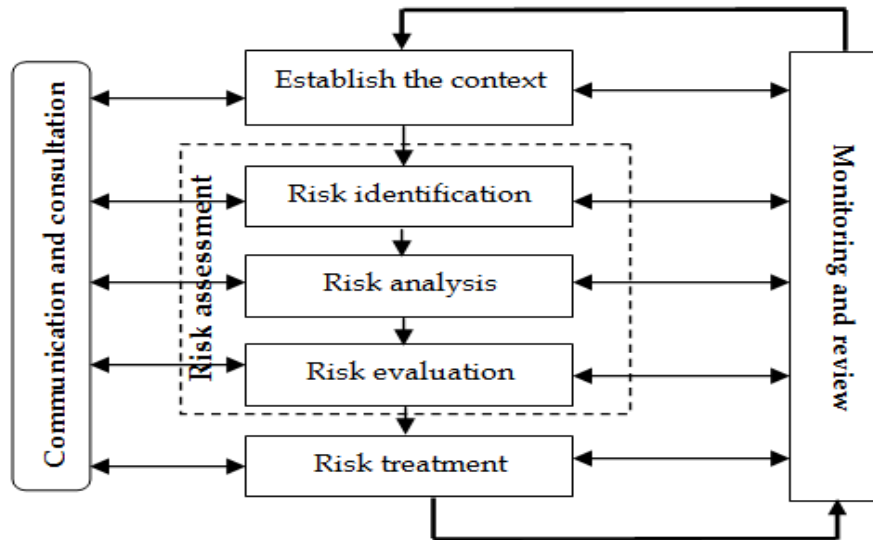 Establish the context
Communication and consultation
Risk assessment
Risk identification
Risk analysis
Risk evaluation
Risk treatment
Monitoring and review